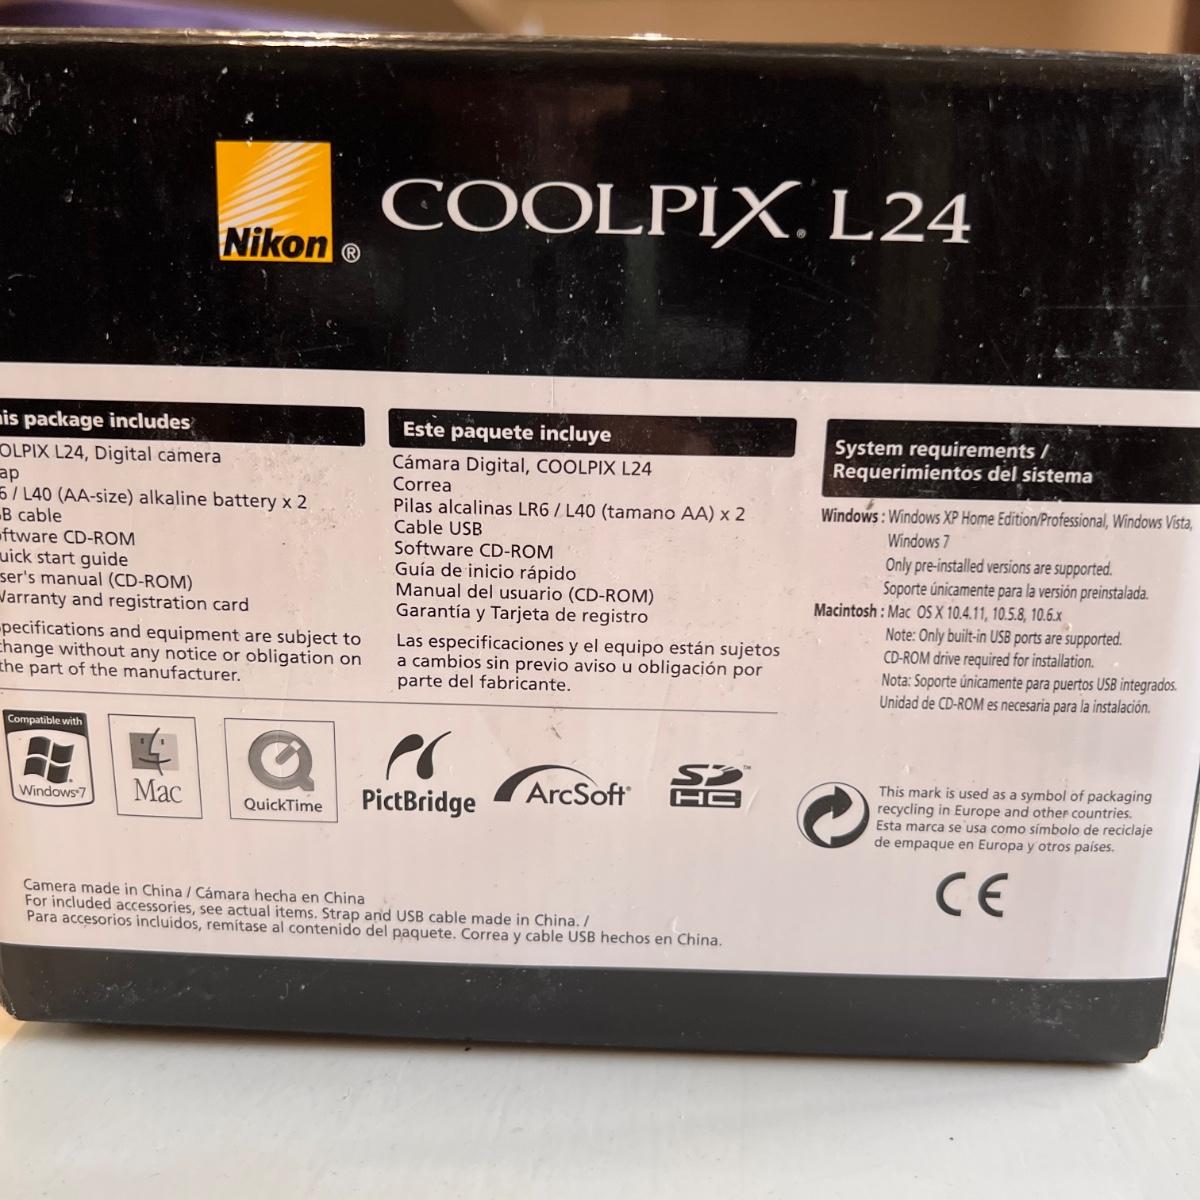 Nikon ®
COOLPIX® L24
his package includes
OLPIX L24, Digital camera
ap
6 / L40 (AA-size) alkaline battery x 2
B cable
oftware CD-ROM
uick start guide
ser's manual (CD-ROM)
Warranty and registration card
pecifications and equipment are subject to
change without any notice or obligation on
the part of the manufacturer.
Este paquete incluye
Cámara Digital, COOLPIX L24
Correa
Pilas alcalinas LR6 / L40 (tamano AA) x 2
Cable USB
Software CD-ROM
Guía de inicio rápido
Manual del usuario (CD-ROM)
Garantía y Tarjeta de registro
Las especificaciones y el equipo están sujetos
a cambios sin previo aviso u obligación por
parte del fabricante.
System requirements /
Requerimientos del sistema
Windows : Windows XP Home Edition/Professional, Windows Vista,
Windows 7
Only pre-installed versions are supported.
Soporte únicamente para la versión preinstalada.
Macintosh : Mac OS X 10.4.11, 10.5.8, 10.6.x
Note: Only built-in USB ports are supported.
CD-ROM drive required for installation.
Nota: Soporte únicamente para puertos USB integrados.
Unidad de CD-ROM es necesaria para la instalación.
Compatible with
Windows®7
Mac
QuickTime
PictBridge
ArcSoft®
SD™
HC
This mark is used as a symbol of packaging
recycling in Europe and other countries.
Esta marca se usa como símbolo de reciclaje
de empaque en Europa y otros países.
CE
Camera made in China / Cámara hecha en China
For included accessories, see actual items. Strap and USB cable made in China. /
Para accesorios incluidos, remítase al contenido del paquete. Correa y cable USB hechos en China.